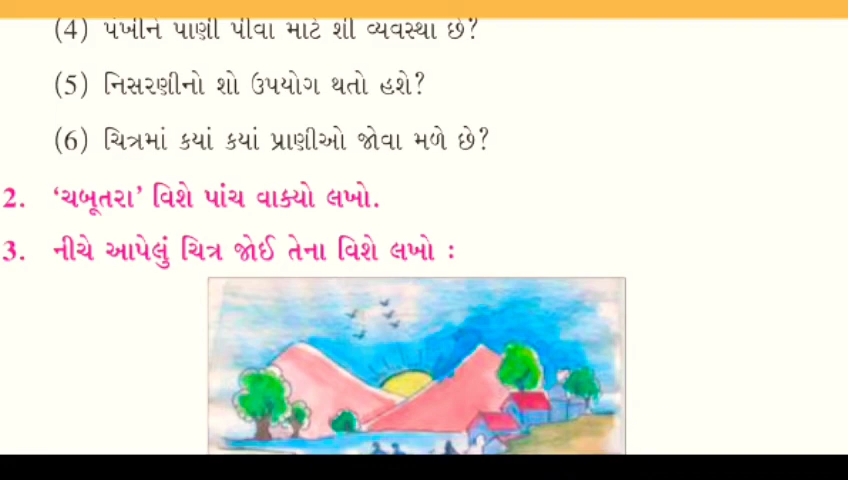 (4) પંખીને પાણી પીવા માટે શી વ્યવસ્થા છે?
(5) નિસરણીનો શો ઉપયોગ થતો હશે?
(6) ચિત્રમાં કયાં કયાં પ્રાણીઓ જોવા મળે છે?
2. ‘ચબૂતરા’ વિશે પાંચ વાક્યો લખો.
3. નીચે આપેલું ચિત્ર જોઈ તેના વિશે લખો :